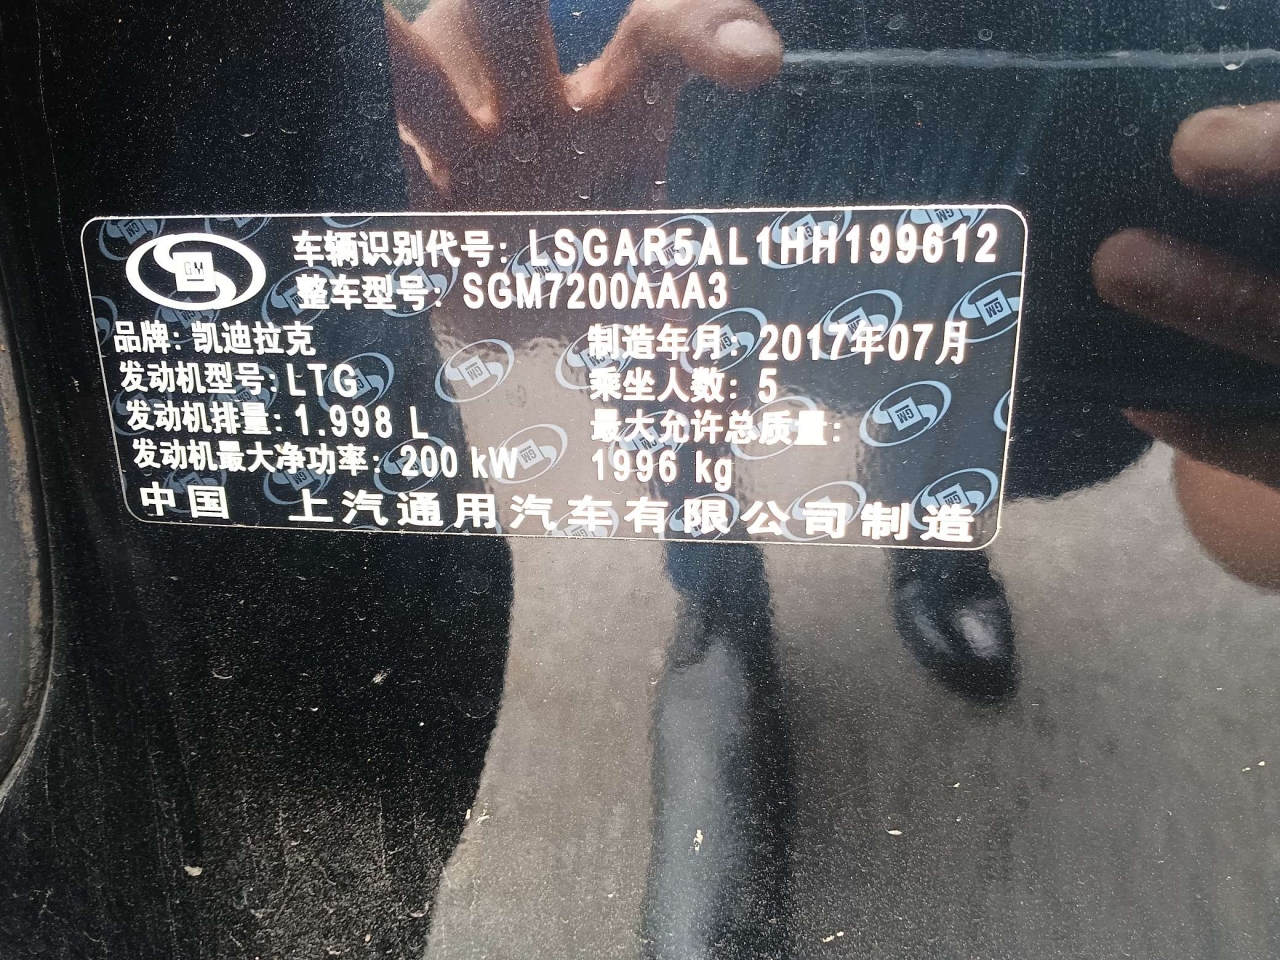 车辆识别代号: LSGAR5AL1HH199612
整车型号: SGM7200AAA3
品牌: 凯迪拉克 制造年月: 2017年07月
发动机型号: LTG 乘坐人数: 5
发动机排量: 1.998 L 最大允许总质量:
发动机最大净功率: 200 kW 1996 kg
中国 上汽通用汽车有限公司制造
GM